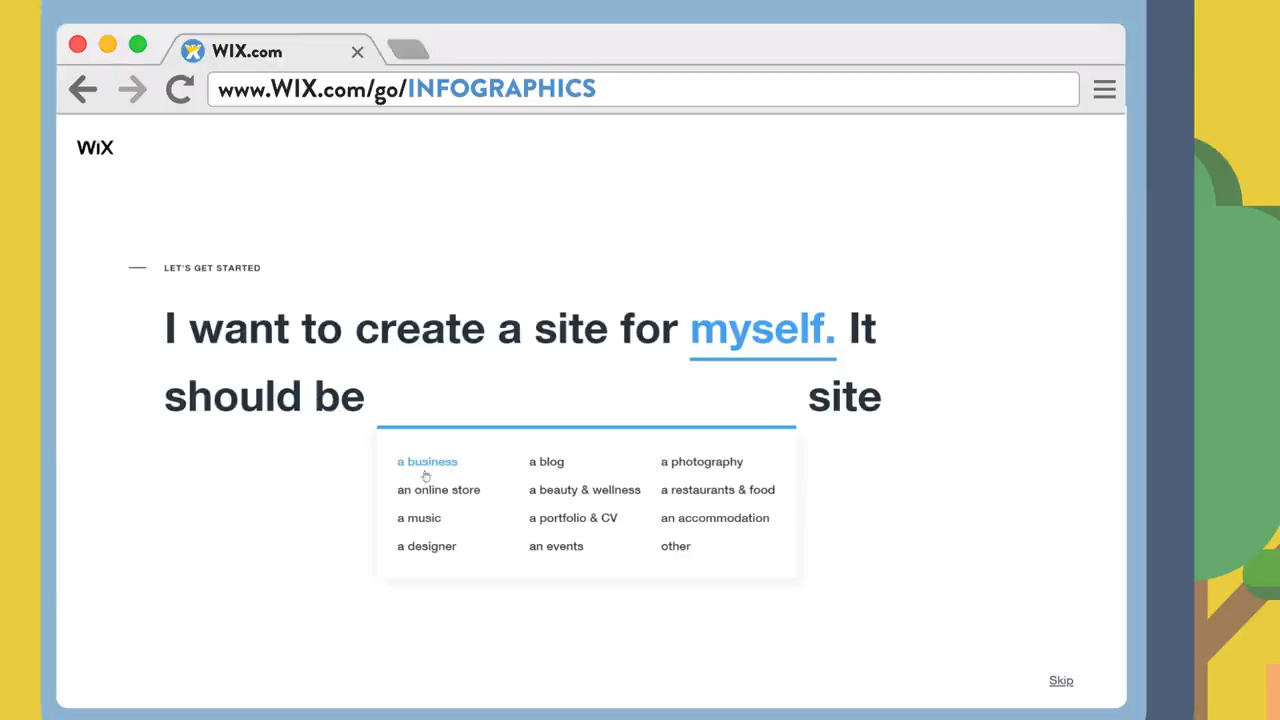 WIX.com
www.WIX.com/go/INFOGRAPHICS
WiX
LET'S GET STARTED
I want to create a site for myself. It
should be site
a business a blog a photography
an online store a beauty & wellness a restaurants & food
a music a portfolio & CV an accommodation
a designer an events other
Skip